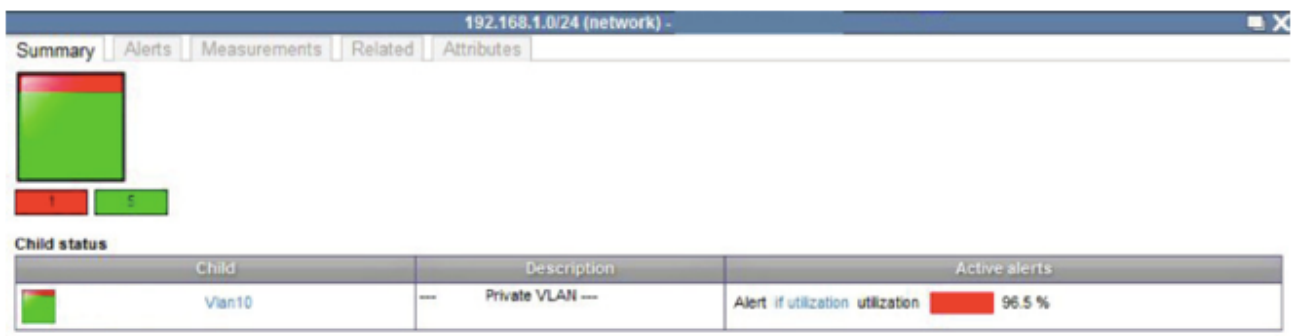 192.168.1.0/24 (network) -
Summary Alerts Measurements Related Attributes
1 5
Child status
Child Description Active alerts
Vlan10 --- Private VLAN --- Alert if utilization utilization 96.5 %